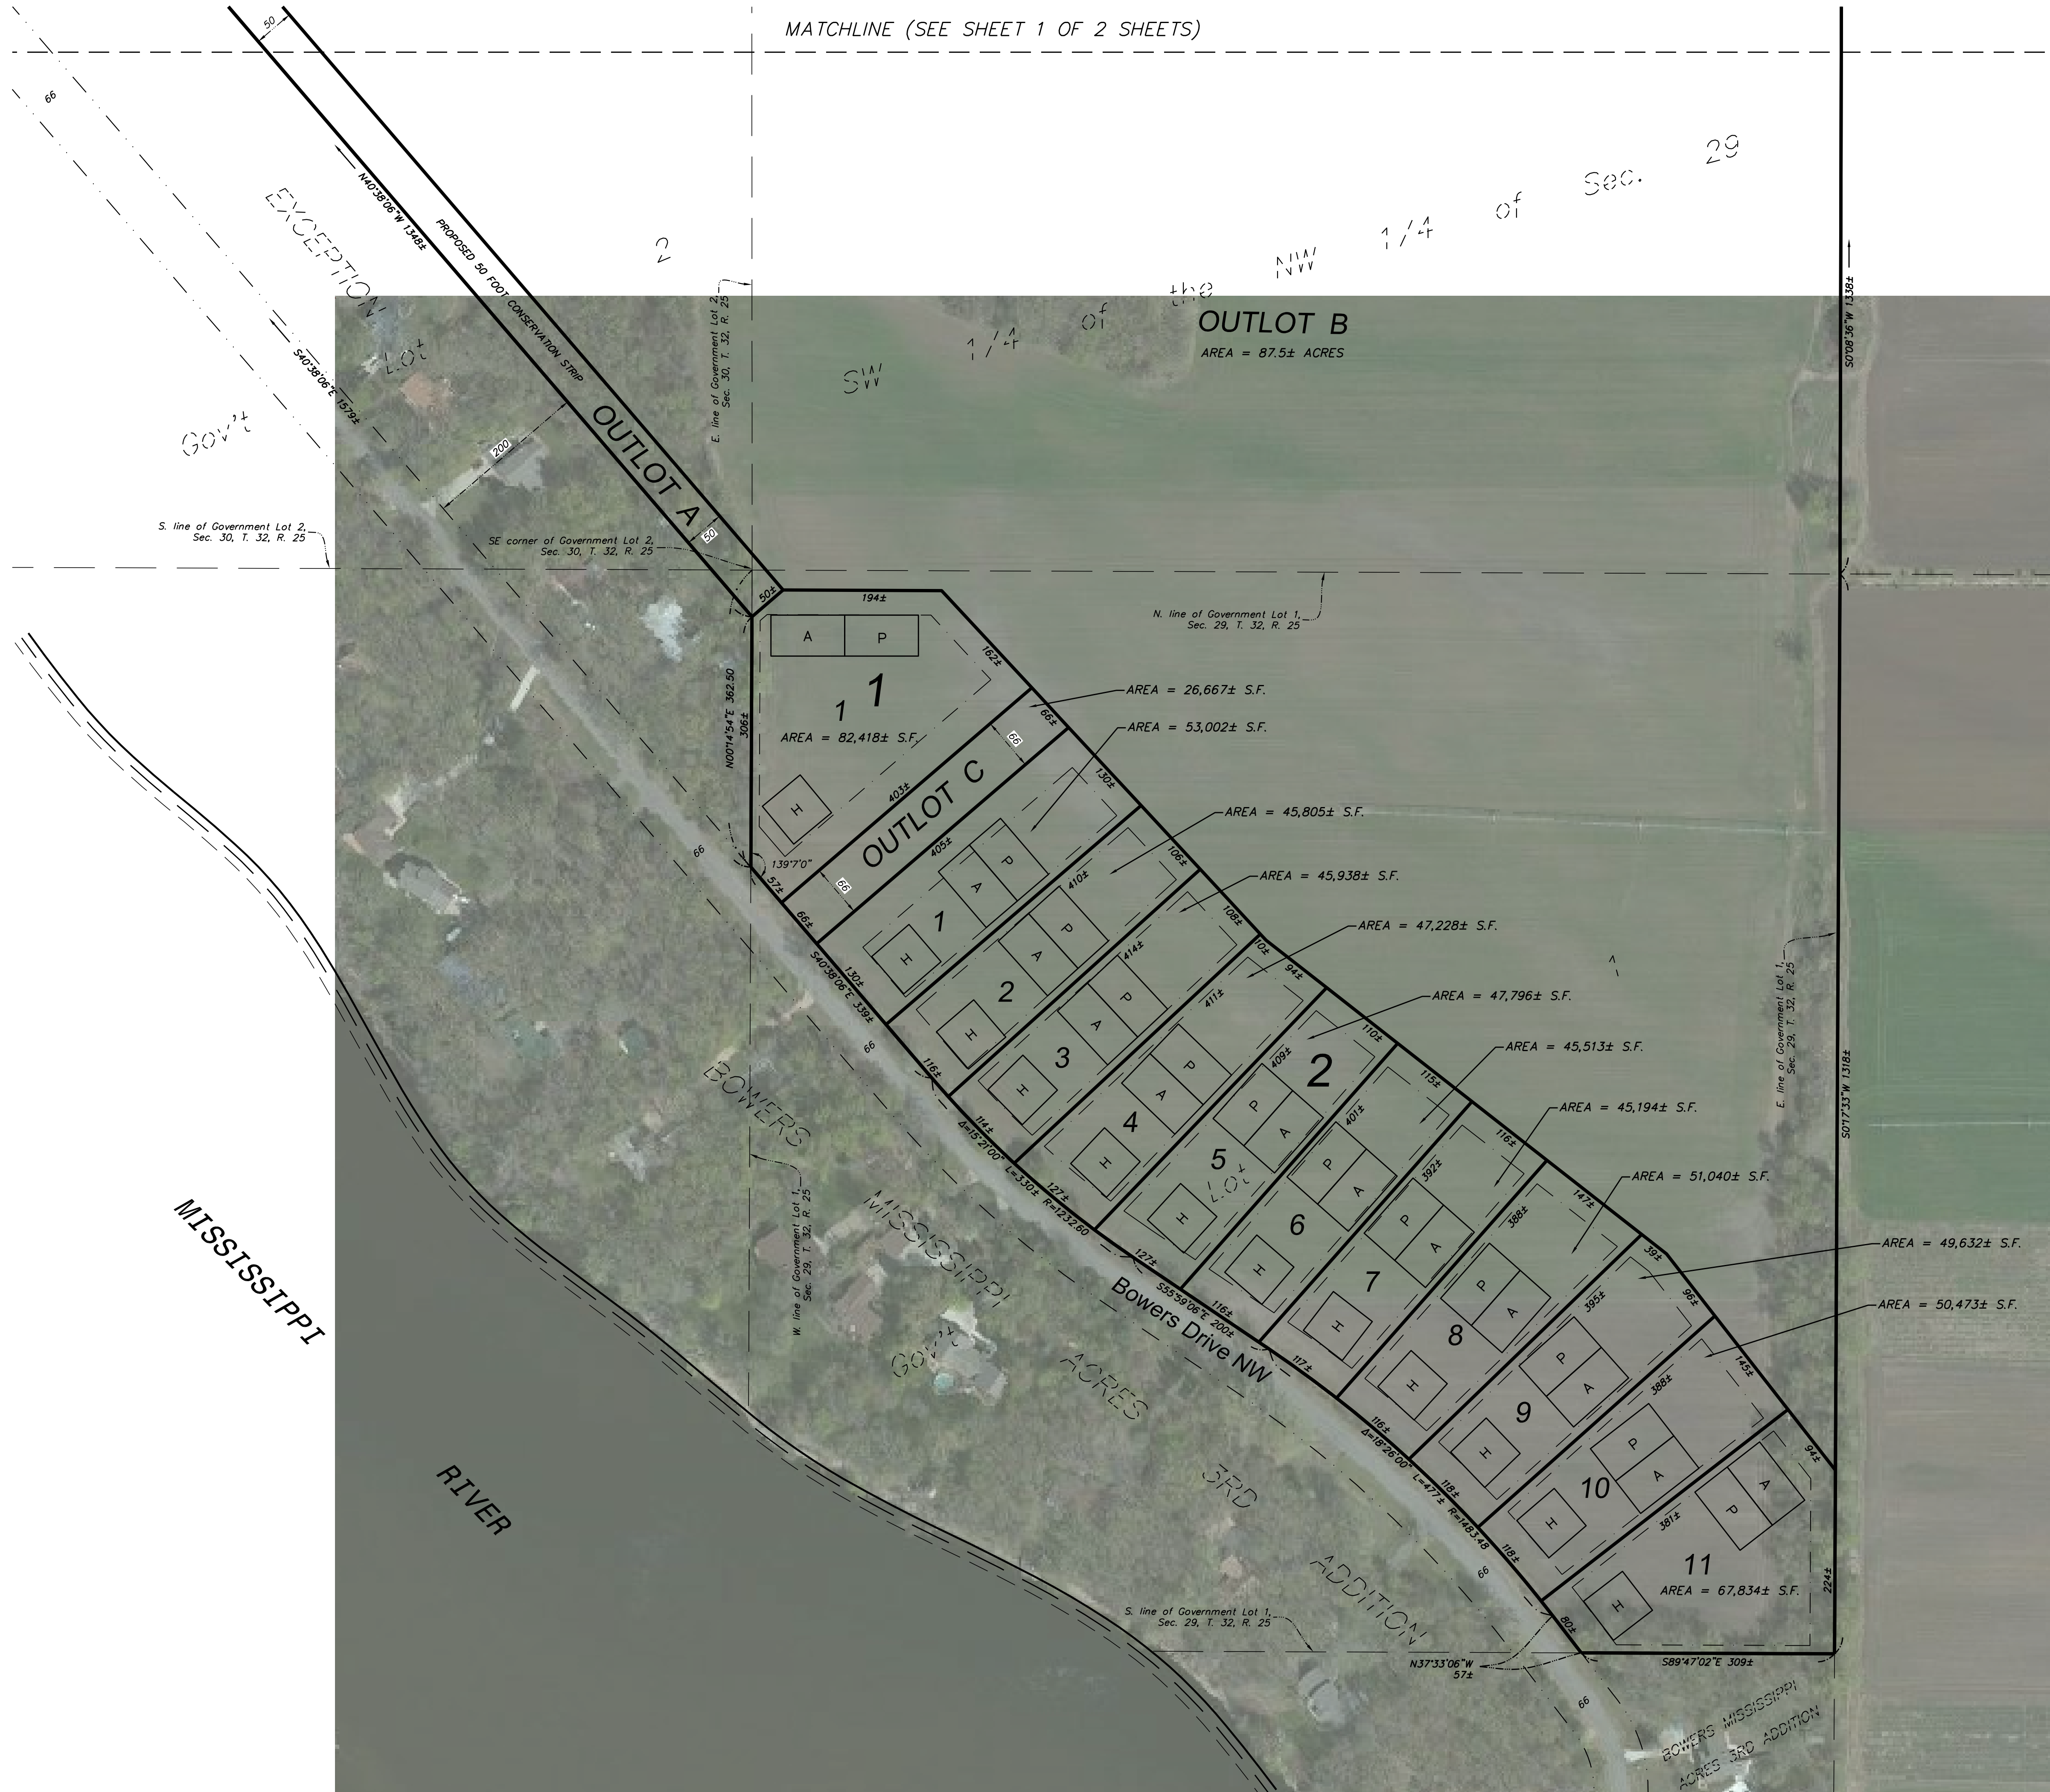 MATCHLINE (SEE SHEET 1 OF 2 SHEETS)
50
66
N40°38'06"W 1348±
PROPOSED 50 FOOT CONSERVATION STRIP
EXCEPTION
S40°38'06"E 1579±
Gov't Lot 2
SW 1/4 of the NW 1/4 of Sec. 29
S0°08'36"W 1338±
OUTLOT B
AREA = 87.5± ACRES
E. line of Government Lot 2,
Sec. 30, T. 32, R. 25
OUTLOT A
200
50
S. line of Government Lot 2,
Sec. 30, T. 32, R. 25
SE corner of Government Lot 2,
Sec. 30, T. 32, R. 25
50±
194±
N. line of Government Lot 1,
Sec. 29, T. 32, R. 25
A
P
162±
1
1
AREA = 82,418± S.F.
H
N00°14'54"E 362.50
306±
139°7'0"
57±
403±
AREA = 26,667± S.F.
66±
66
OUTLOT C
66
66±
405±
AREA = 53,002± S.F.
130±
P
A
1
H
130±
S40°38'06"E 339±
410±
AREA = 45,805± S.F.
106±
P
A
2
H
116±
414±
AREA = 45,938± S.F.
108±
P
A
3
H
114±
Δ=15°21'00" L=330± R=1232.60
411±
AREA = 47,228± S.F.
10±
94±
P
A
4
H
127±
409±
AREA = 47,796± S.F.
110±
2
P
A
5
Lot
H
127±
S55°59'06"E 200±
401±
AREA = 45,513± S.F.
115±
P
A
6
H
116±
392±
AREA = 45,194± S.F.
116±
P
A
7
H
117±
388±
AREA = 51,040± S.F.
147±
P
A
8
H
116±
Δ=18°26'00" L=477± R=1483.48
395±
AREA = 49,632± S.F.
39±
96±
P
A
9
H
118±
388±
AREA = 50,473± S.F.
145±
P
A
10
H
118±
381±
94±
A
P
11
AREA = 67,834± S.F.
H
224±
80±
S89°47'02"E 309±
N37°33'06"W
57±
E. line of Government Lot 1,
Sec. 29, T. 32, R. 25
S0°17'33"W 1318±
66
66
W. line of Government Lot 1,
Sec. 29, T. 32, R. 25
BOWERS
MISSISSIPPI
ACRES
3RD
ADDITION
Gov't
Bowers Drive NW
MISSISSIPPI
RIVER
S. line of Government Lot 1,
Sec. 29, T. 32, R. 25
66
66
BOWERS MISSISSIPPI
ACRES 3RD ADDITION